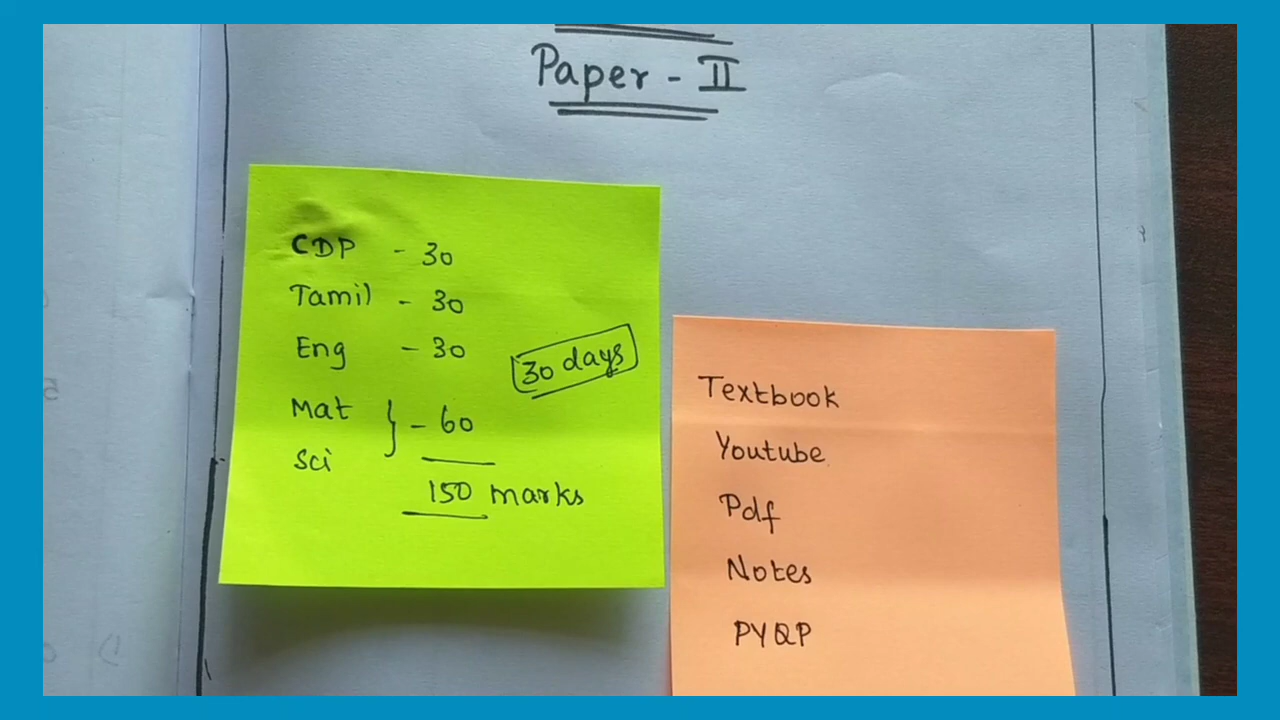 Paper - II
CDP - 30
Tamil - 30
Eng - 30
30 days
Mat } - 60
Sci
150 marks
Textbook
Youtube
Pdf
Notes
PYQP